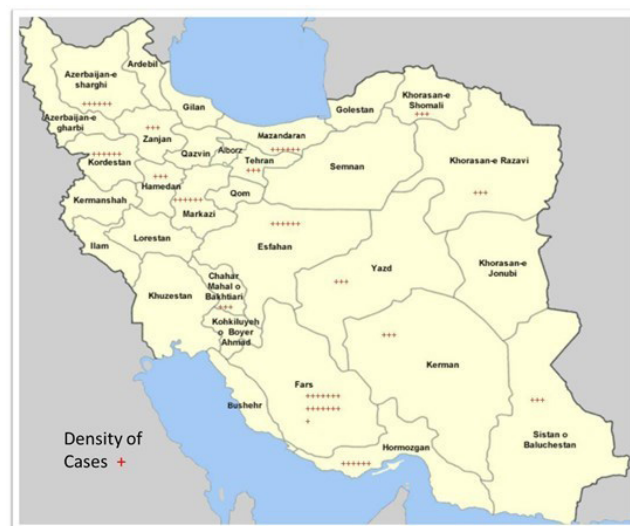 Ardebil
Azerbaijan-e
sharghi
++++++
Gilan
Azerbaijan-e
gharbi
+++
Zanjan
Golestan
Khorasan-e
Shomali
+++
Mazandaran
++++++
++++++
Kordestan
Qazvin
Alborz
Tehran
+++
Semnan
Khorasan-e Razavi
+++
+++
Hamedan
Kermanshah
++++++
Markazi
Qom
Ilam
Lorestan
++++++
Esfahan
Khorasan-e
Jonubi
Yazd
+++
Chahar
Mahal o
Bakhtiari
+++
Khuzestan
Kohkiluyeh
o Boyer
Ahmad
+++
Kerman
Fars
+++++++
+++++++
+
Bushehr
+++
Sistan o
Baluchestan
Hormozgan
++++++
Density of
Cases +